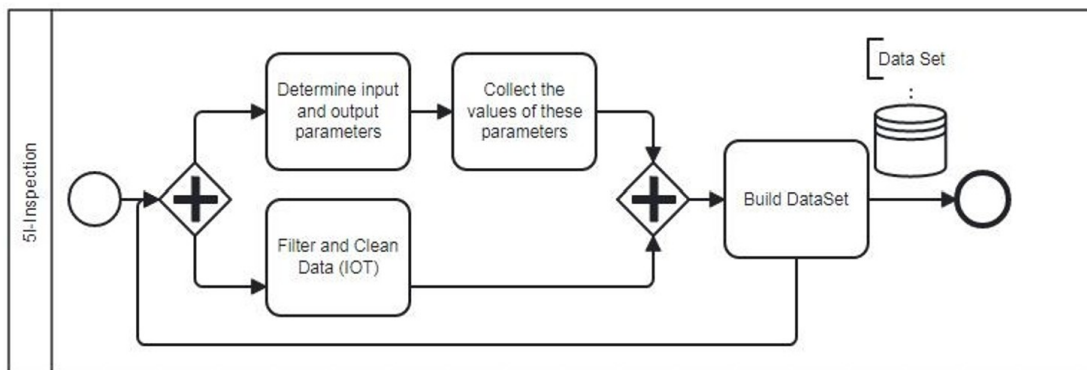 5I-Inspection
Determine input
and output
parameters
Collect the
values of these
parameters
Filter and Clean
Data (IOT)
Build DataSet
Data Set
: